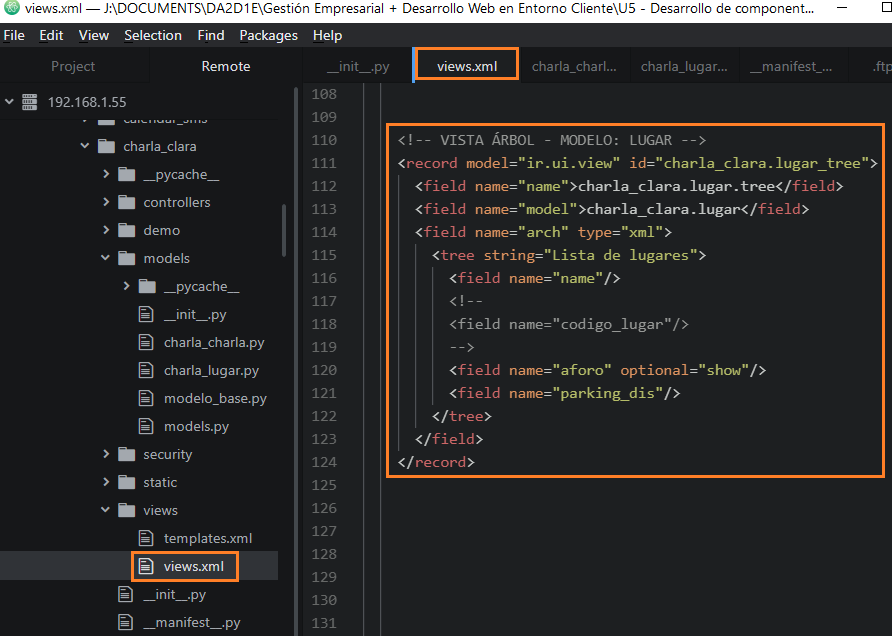 views.xml — J:\DOCUMENTS\DA2D1E\Gestión Empresarial + Desarrollo Web en Entorno Cliente\U5 - Desarrollo de component...
File Edit View Selection Find Packages Help
Project Remote
__init__.py views.xml charla_charl... charla_lugar... __manifest_... .ftp
192.168.1.55
calendar_sms
charla_clara
__pycache__
controllers
demo
models
__pycache__
__init__.py
charla_charla.py
charla_lugar.py
modelo_base.py
models.py
security
static
views
templates.xml
views.xml
__init__.py
__manifest__.py
108
109
110 <!-- VISTA ÁRBOL - MODELO: LUGAR -->
111 <record model="ir.ui.view" id="charla_clara.lugar_tree">
112 <field name="name">charla_clara.lugar.tree</field>
113 <field name="model">charla_clara.lugar</field>
114 <field name="arch" type="xml">
115 <tree string="Lista de lugares">
116 <field name="name"/>
117 <!--
118 <field name="codigo_lugar"/>
119 -->
120 <field name="aforo" optional="show"/>
121 <field name="parking_dis"/>
122 </tree>
123 </field>
124 </record>
125
126
127
128
129
130
131